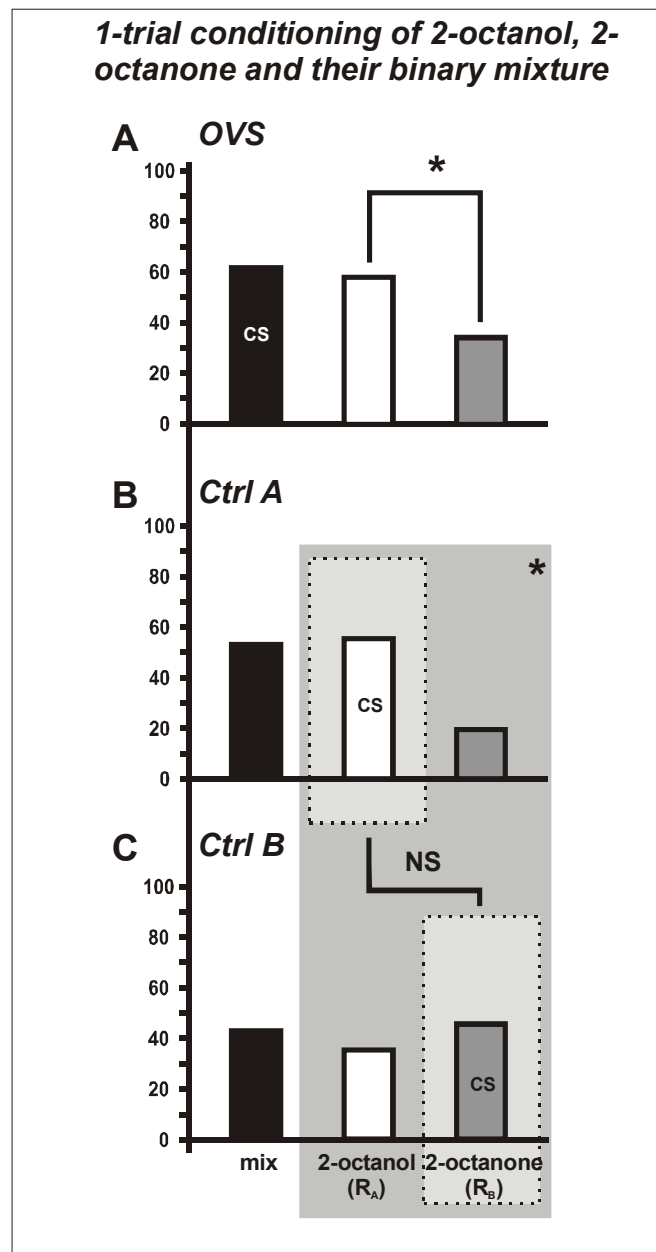 1-trial conditioning of 2-octanol, 2-
octanone and their binary mixture
A OVS
*
100
80
60
40
20
0
CS
B Ctrl A
*
100
80
60
40
20
0
CS
C Ctrl B
NS
100
80
60
40
20
0
CS
mix 2-octanol 2-octanone
(RA) (RB)